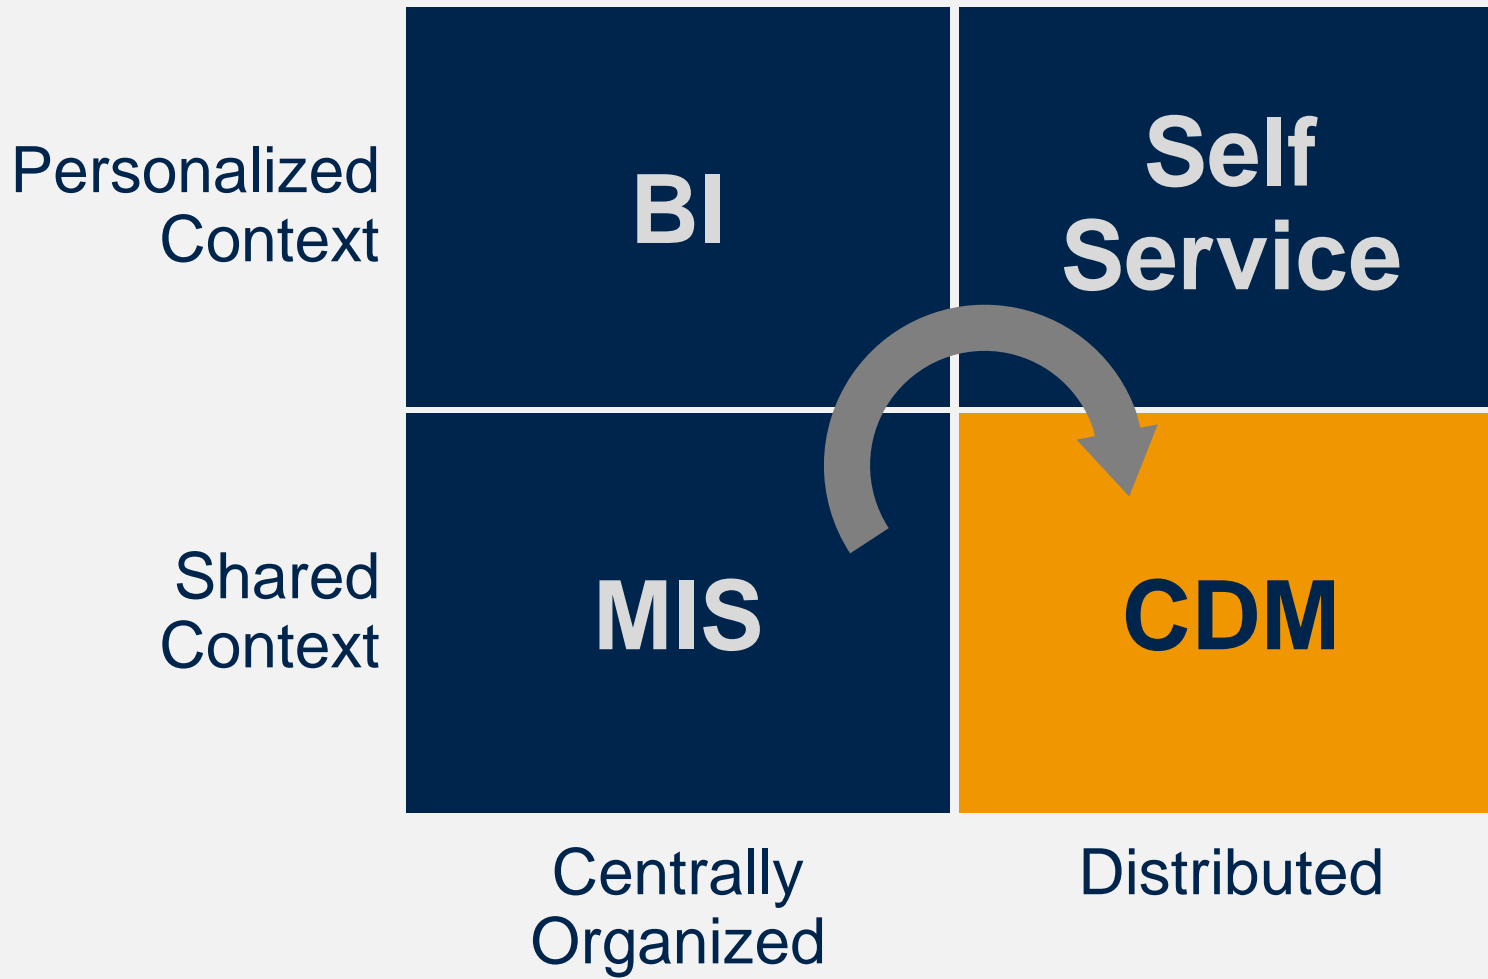 Personalized
Context
BI
Self
Service
Shared
Context
MIS
CDM
Centrally
Organized
Distributed